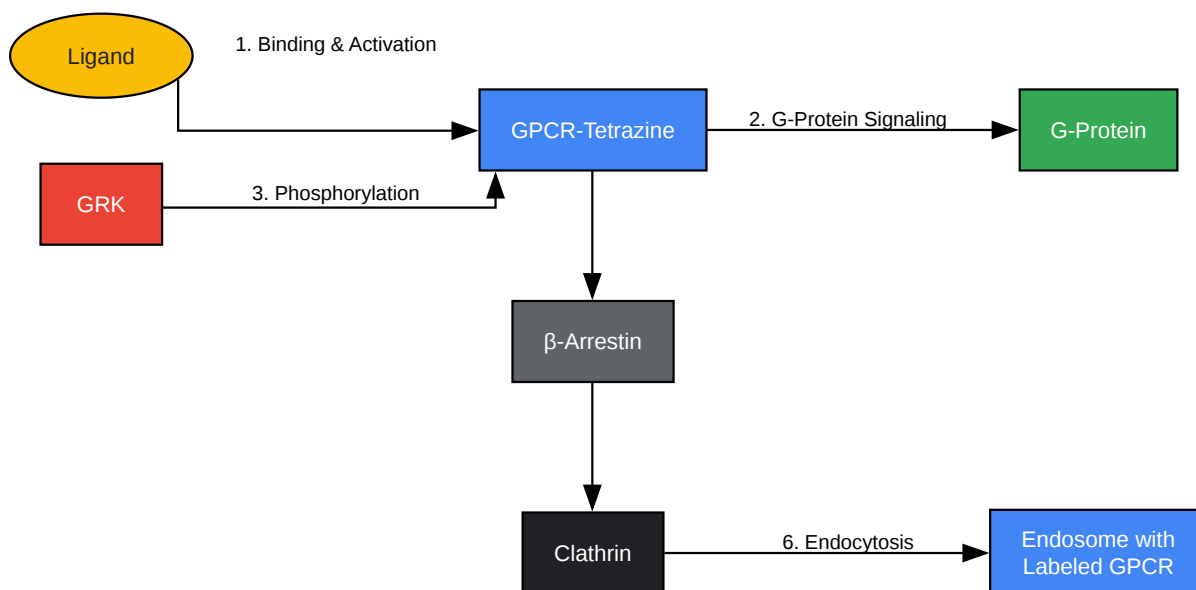 Ligand
1. Binding & Activation
GPCR-Tetrazine
2. G-Protein Signaling
G-Protein
GRK
3. Phosphorylation
β-Arrestin
Clathrin
6. Endocytosis
Endosome with
Labeled GPCR